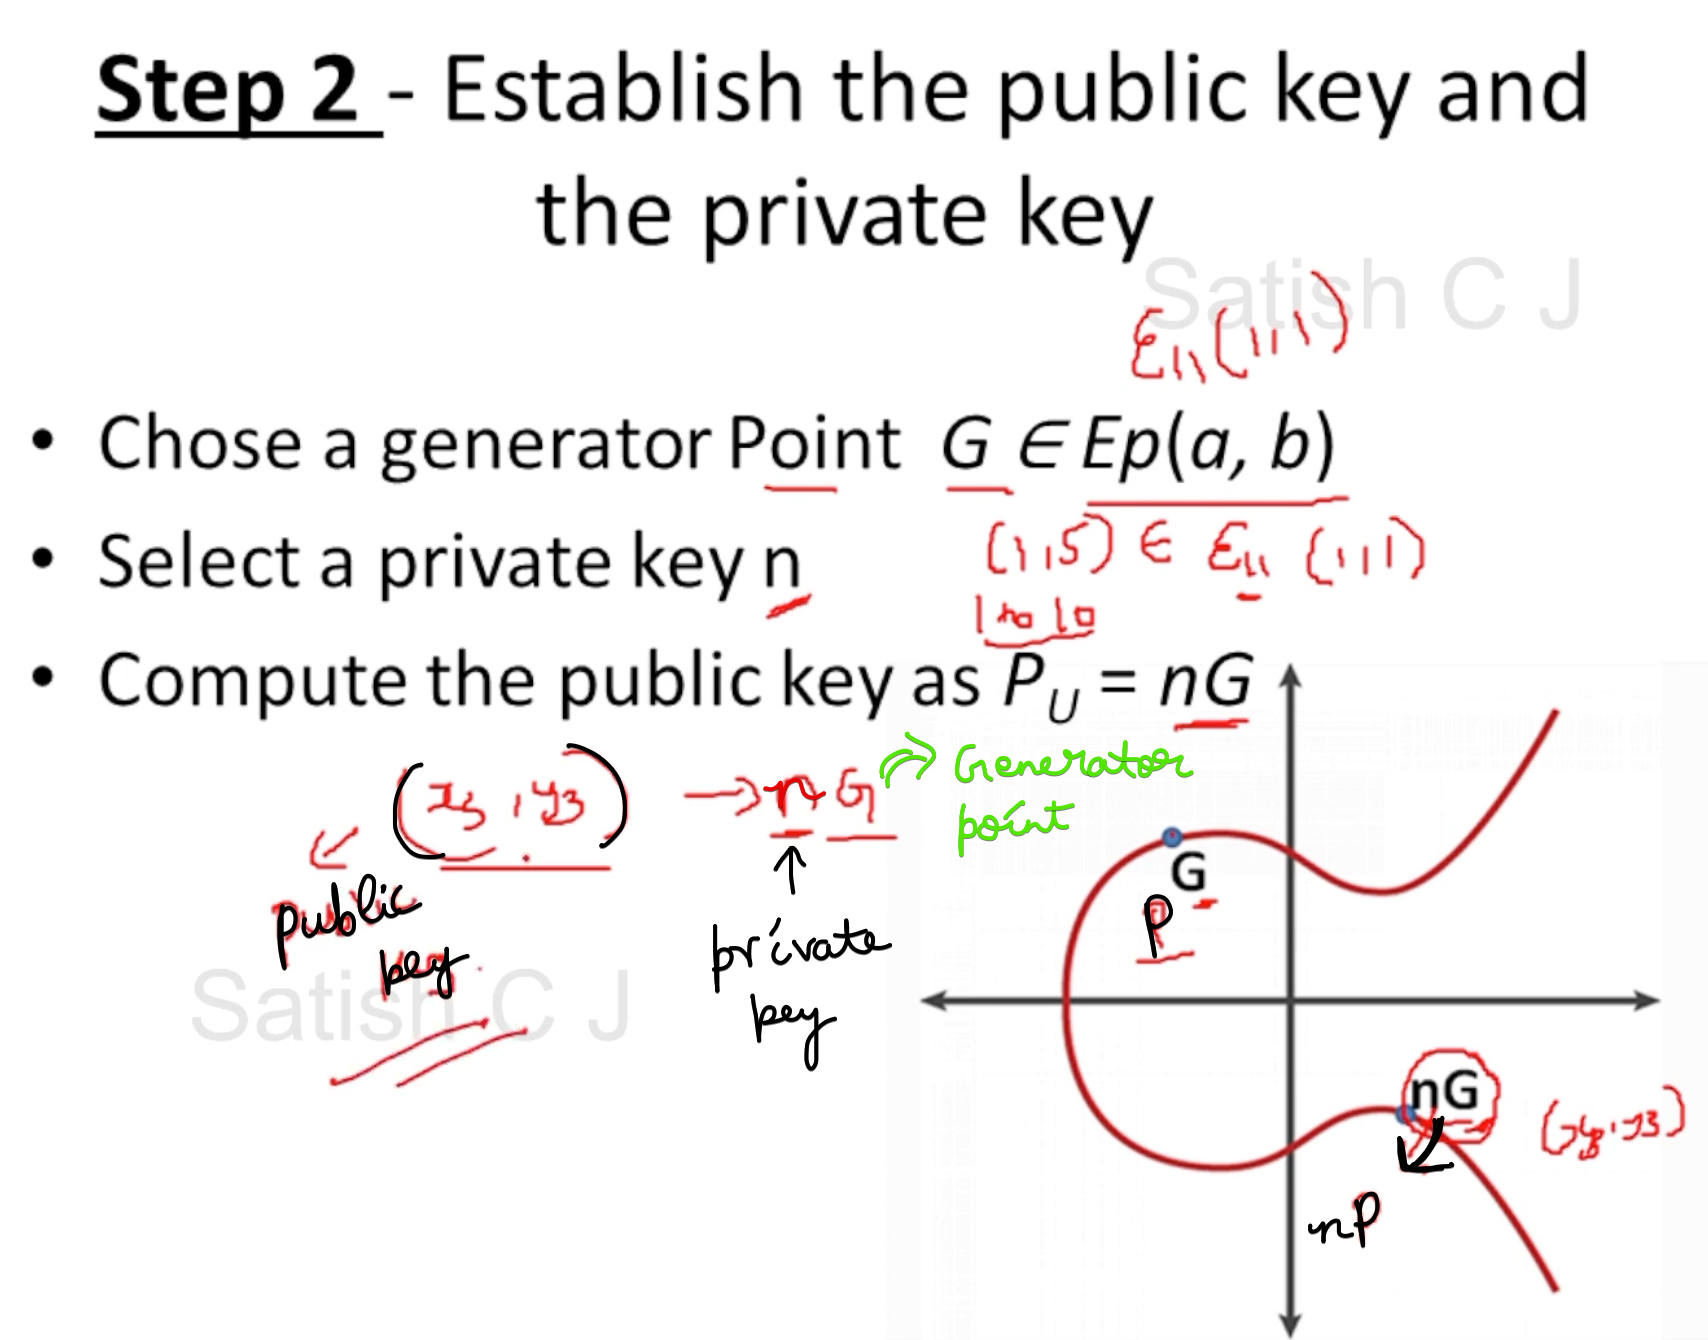 Step 2 - Establish the public key and
the private key
Satish C J
E11(1,1)
• Chose a generator Point G ∈ Ep(a, b)
(1,5) ∈ E11 (1,1)
• Select a private key n
1 to 10
• Compute the public key as PU = nG
(x3, y3) → n G
Generator
point
G
P
public
key
private
key
Satish C J
nG
(x3, y3)
nP